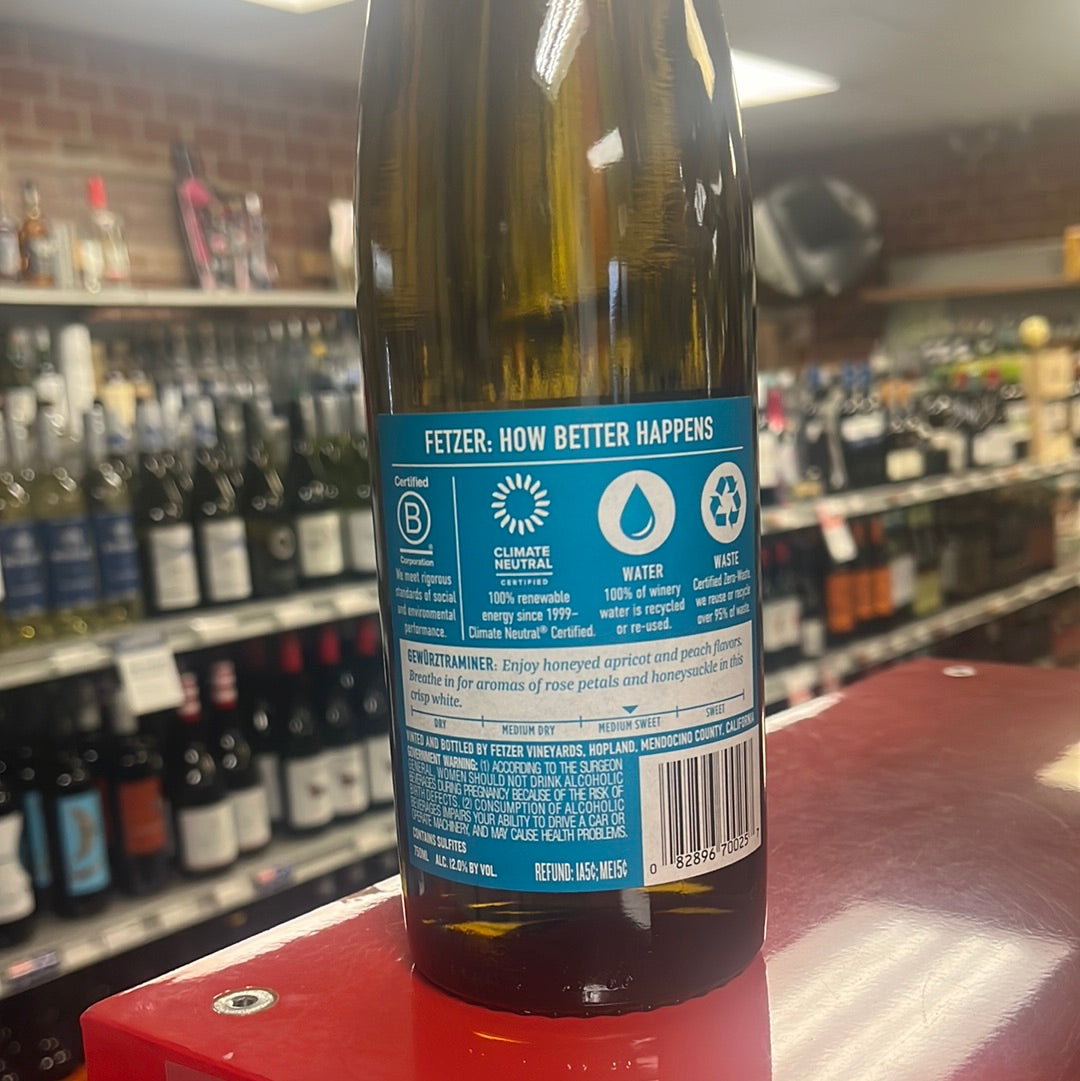 FETZER: HOW BETTER HAPPENS
Certified
B
Corporation
We meet rigorous
standards of social
and environmental
performance.
CLIMATE
NEUTRAL
CERTIFIED
100% renewable
energy since 1999–
Climate Neutral® Certified.
WATER
100% of winery
water is recycled
or re-used.
WASTE
Certified Zero-Waste,
we reuse or recycle
over 95% of waste.
GEWÜRZTRAMINER: Enjoy honeyed apricot and peach flavors.
Breathe in for aromas of rose petals and honeysuckle in this
crisp white.
DRY MEDIUM DRY MEDIUM SWEET SWEET
VINTED AND BOTTLED BY FETZER VINEYARDS, HOPLAND, MENDOCINO COUNTY, CALIFORNIA
GOVERNMENT WARNING: (1) ACCORDING TO THE SURGEON
GENERAL, WOMEN SHOULD NOT DRINK ALCOHOLIC
BEVERAGES DURING PREGNANCY BECAUSE OF THE RISK OF
BIRTH DEFECTS. (2) CONSUMPTION OF ALCOHOLIC
BEVERAGES IMPAIRS YOUR ABILITY TO DRIVE A CAR OR
OPERATE MACHINERY, AND MAY CAUSE HEALTH PROBLEMS.
CONTAINS SULFITES
750ML ALC. 12.0% BY VOL. REFUND: IA5¢; ME15¢
0 82896 70025 7